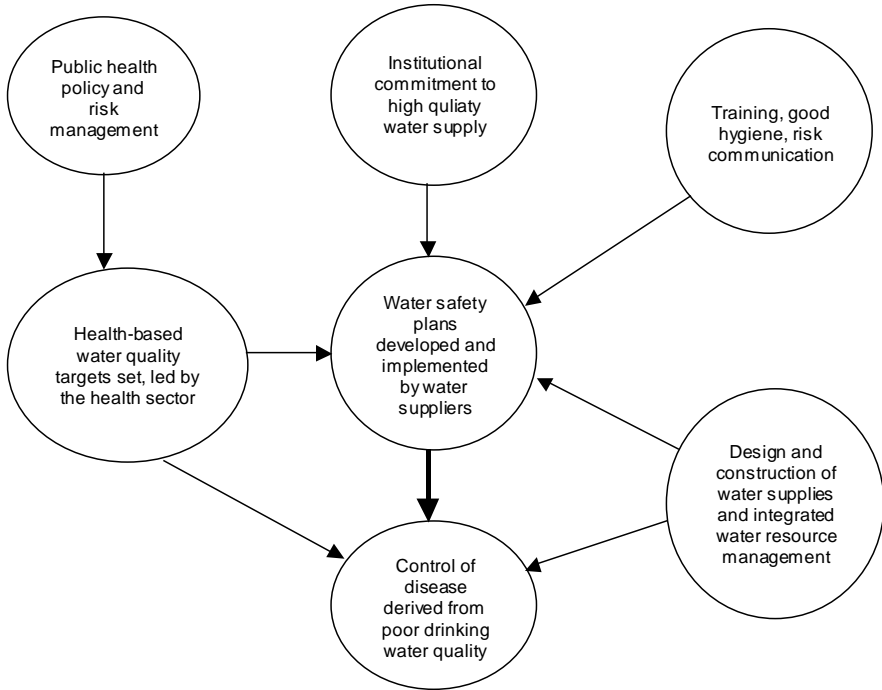 Public health
policy and
risk
management
Institutional
commitment to
high quliaty
water supply
Training, good
hygiene, risk
communication
Health-based
water quality
targets set, led by
the health sector
Water safety
plans
developed and
implemented
by water
suppliers
Design and
construction of
water supplies
and integrated
water resource
management
Control of
disease
derived from
poor drinking
water quality